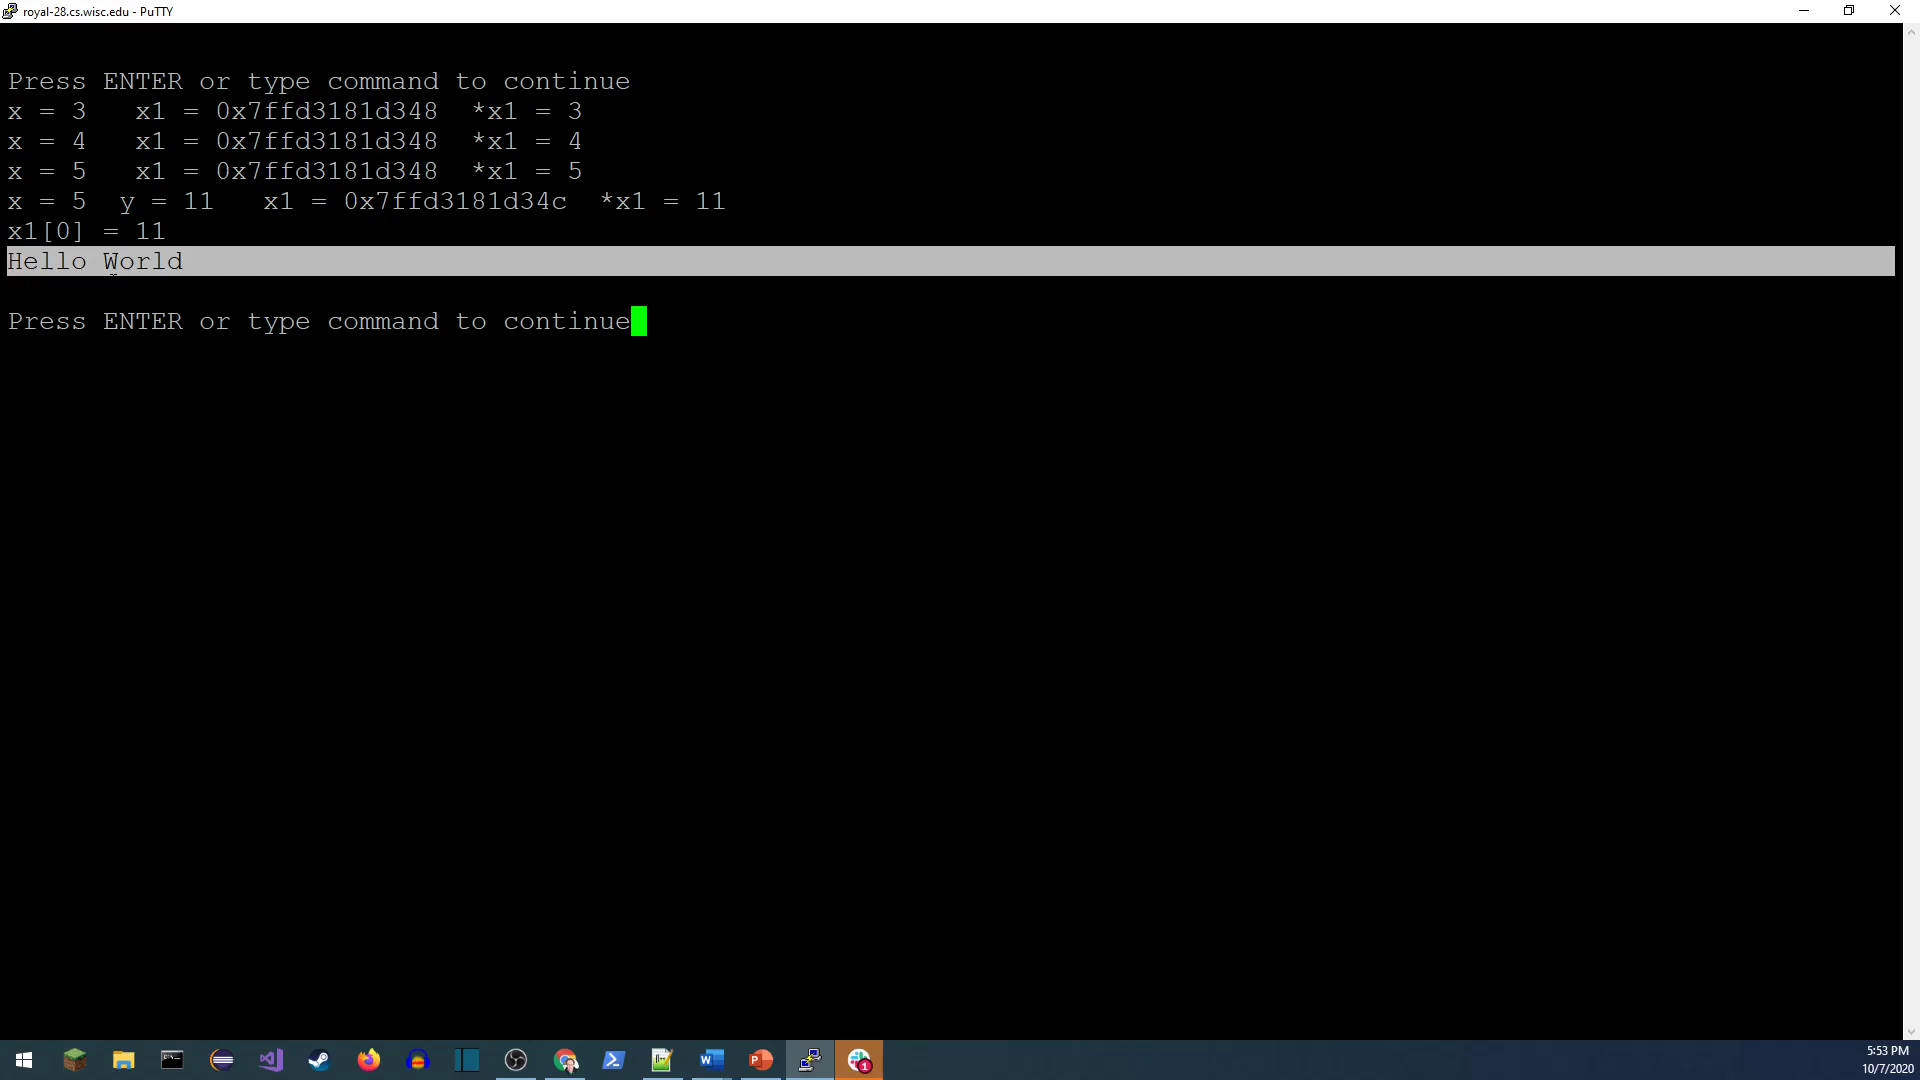 royal-28.cs.wisc.edu - PuTTY
Press ENTER or type command to continue
x = 3   x1 = 0x7ffd3181d348  *x1 = 3
x = 4   x1 = 0x7ffd3181d348  *x1 = 4
x = 5   x1 = 0x7ffd3181d348  *x1 = 5
x = 5  y = 11   x1 = 0x7ffd3181d34c  *x1 = 11
x1[0] = 11
Hello World
Press ENTER or type command to continue
5:53 PM
10/7/2020